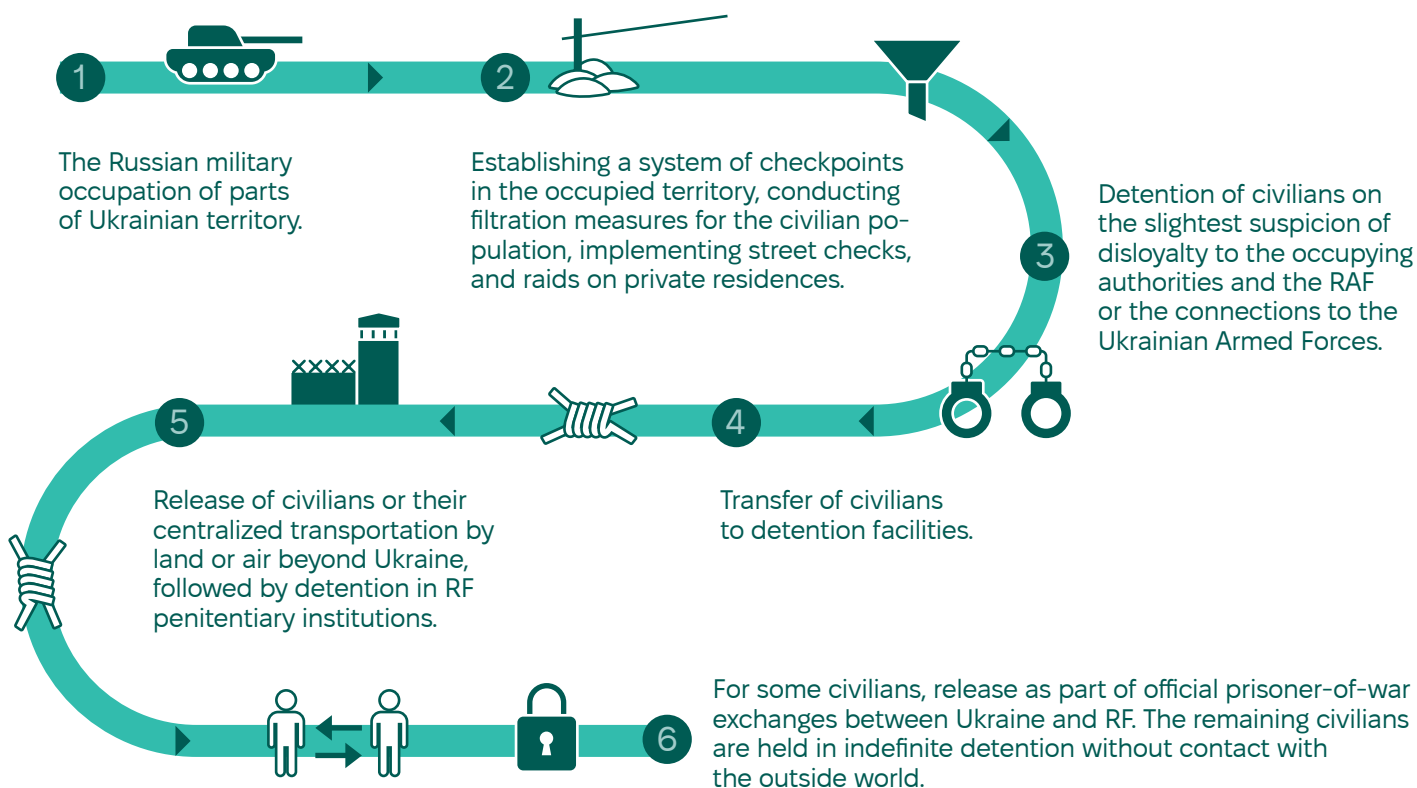 1
The Russian military
occupation of parts
of Ukrainian territory.
2
Establishing a system of checkpoints
in the occupied territory, conducting
filtration measures for the civilian po-
pulation, implementing street checks,
and raids on private residences.
3
Detention of civilians on
the slightest suspicion of
disloyalty to the occupying
authorities and the RAF
or the connections to the
Ukrainian Armed Forces.
4
Transfer of civilians
to detention facilities.
5
Release of civilians or their
centralized transportation by
land or air beyond Ukraine,
followed by detention in RF
penitentiary institutions.
6
For some civilians, release as part of official prisoner-of-war
exchanges between Ukraine and RF. The remaining civilians
are held in indefinite detention without contact with
the outside world.